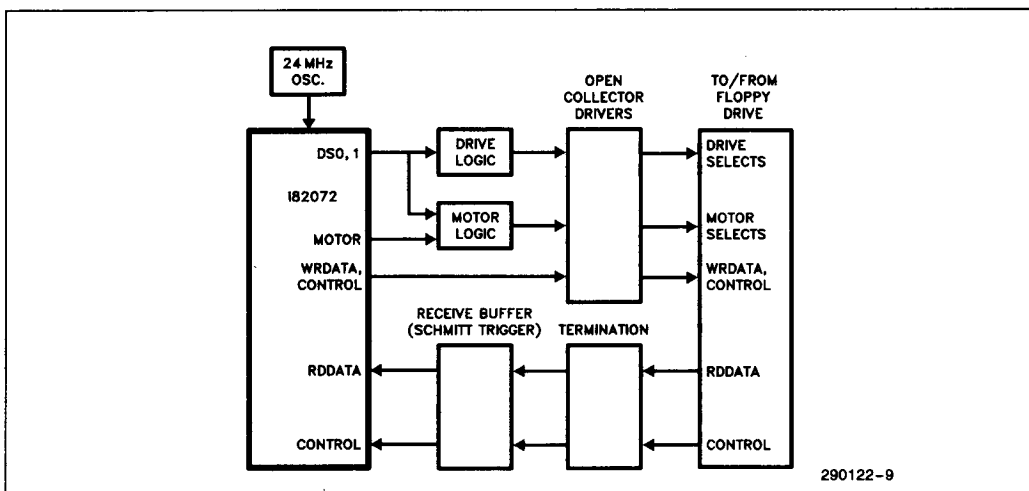 24 MHz
OSC.
OPEN
COLLECTOR
DRIVERS
TO/FROM
FLOPPY
DRIVE
DS0, 1
DRIVE
LOGIC
DRIVE
SELECTS
I82072
MOTOR
LOGIC
MOTOR
SELECTS
MOTOR
WRDATA,
CONTROL
WRDATA,
CONTROL
RECEIVE BUFFER
(SCHMITT TRIGGER)
TERMINATION
RDDATA
RDDATA
CONTROL
CONTROL
290122-9